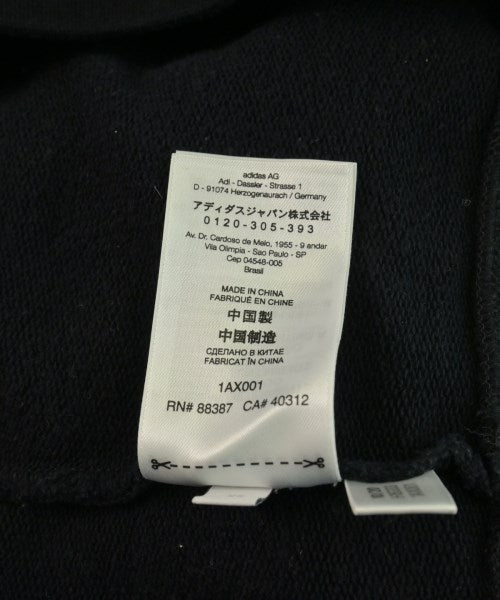 adidas AG
Adi - Dassler - Strasse 1
D - 91074 Herzogenaurach / Germany
アディダスジャパン株式会社
0120-305-393
Av. Dr. Cardoso de Melo, 1955 - 9 andar
Vila Olimpia - Sao Paulo - SP
Cep 04548-005
Brasil
MADE IN CHINA
FABRIQUÉ EN CHINE
中国製
中国制造
СДЕЛАНО В КИТАЕ
FABRICAT ÎN CHINA
1AX001
RN# 88387 CA# 40312